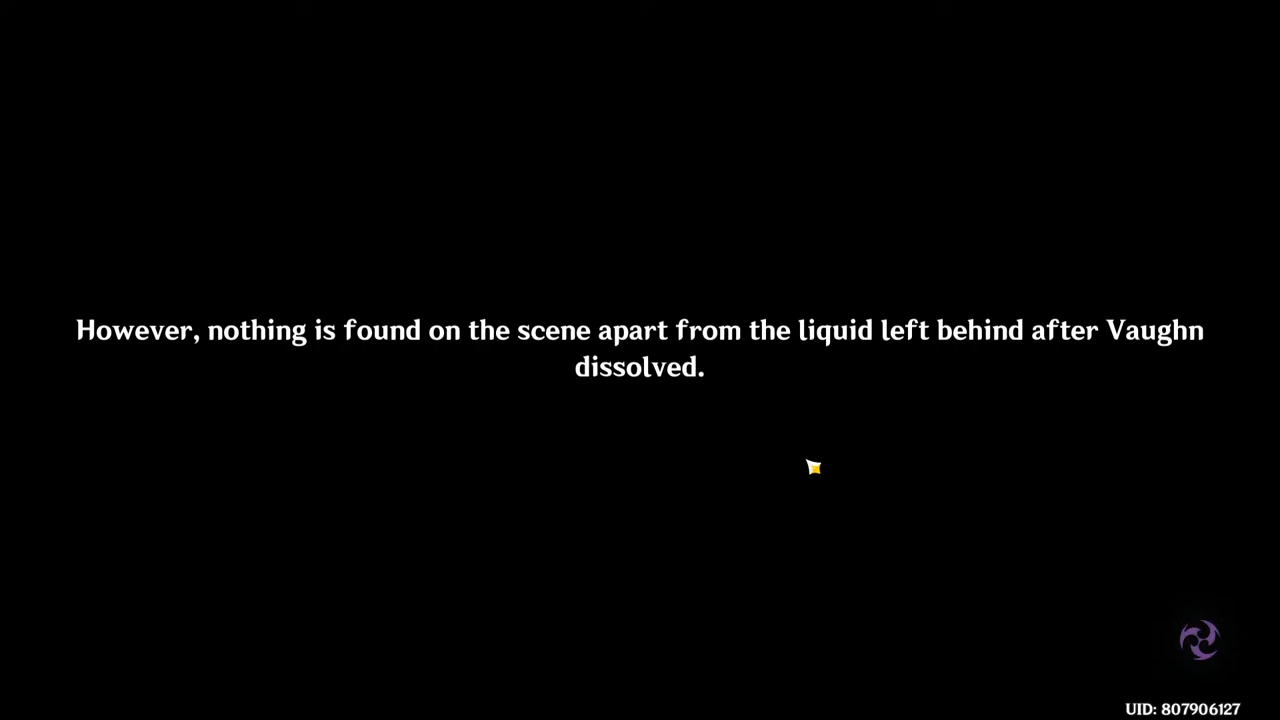 However, nothing is found on the scene apart from the liquid left behind after Vaughn
dissolved.
UID: 807906127